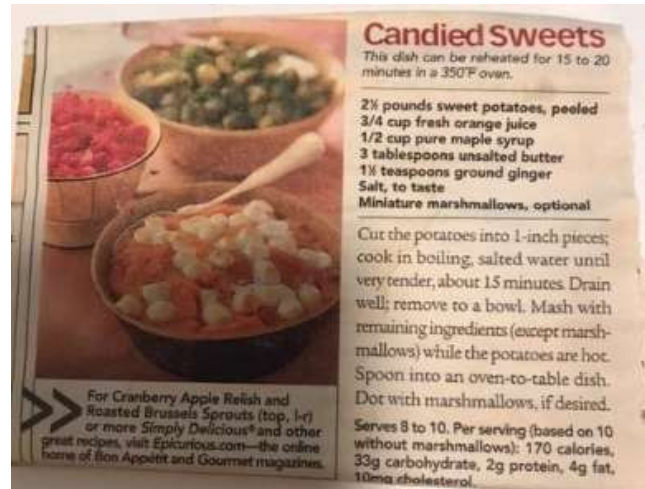 Candied Sweets
This dish can be reheated for 15 to 20
minutes in a 350°F oven.
2½ pounds sweet potatoes, peeled
3/4 cup fresh orange juice
1/2 cup pure maple syrup
3 tablespoons unsalted butter
1½ teaspoons ground ginger
Salt, to taste
Miniature marshmallows, optional
Cut the potatoes into 1-inch pieces;
cook in boiling, salted water until
very tender, about 15 minutes. Drain
well; remove to a bowl. Mash with
remaining ingredients (except marsh-
mallows) while the potatoes are hot.
Spoon into an oven-to-table dish.
Dot with marshmallows, if desired.
Serves 8 to 10. Per serving (based on 10
without marshmallows): 170 calories,
33g carbohydrate, 2g protein, 4g fat,
10mg cholesterol.
For Cranberry Apple Relish and
Roasted Brussels Sprouts (top, l-r)
or more Simply Delicious® and other
great recipes, visit Epicurious.com—the online
home of Bon Appétit and Gourmet magazines.